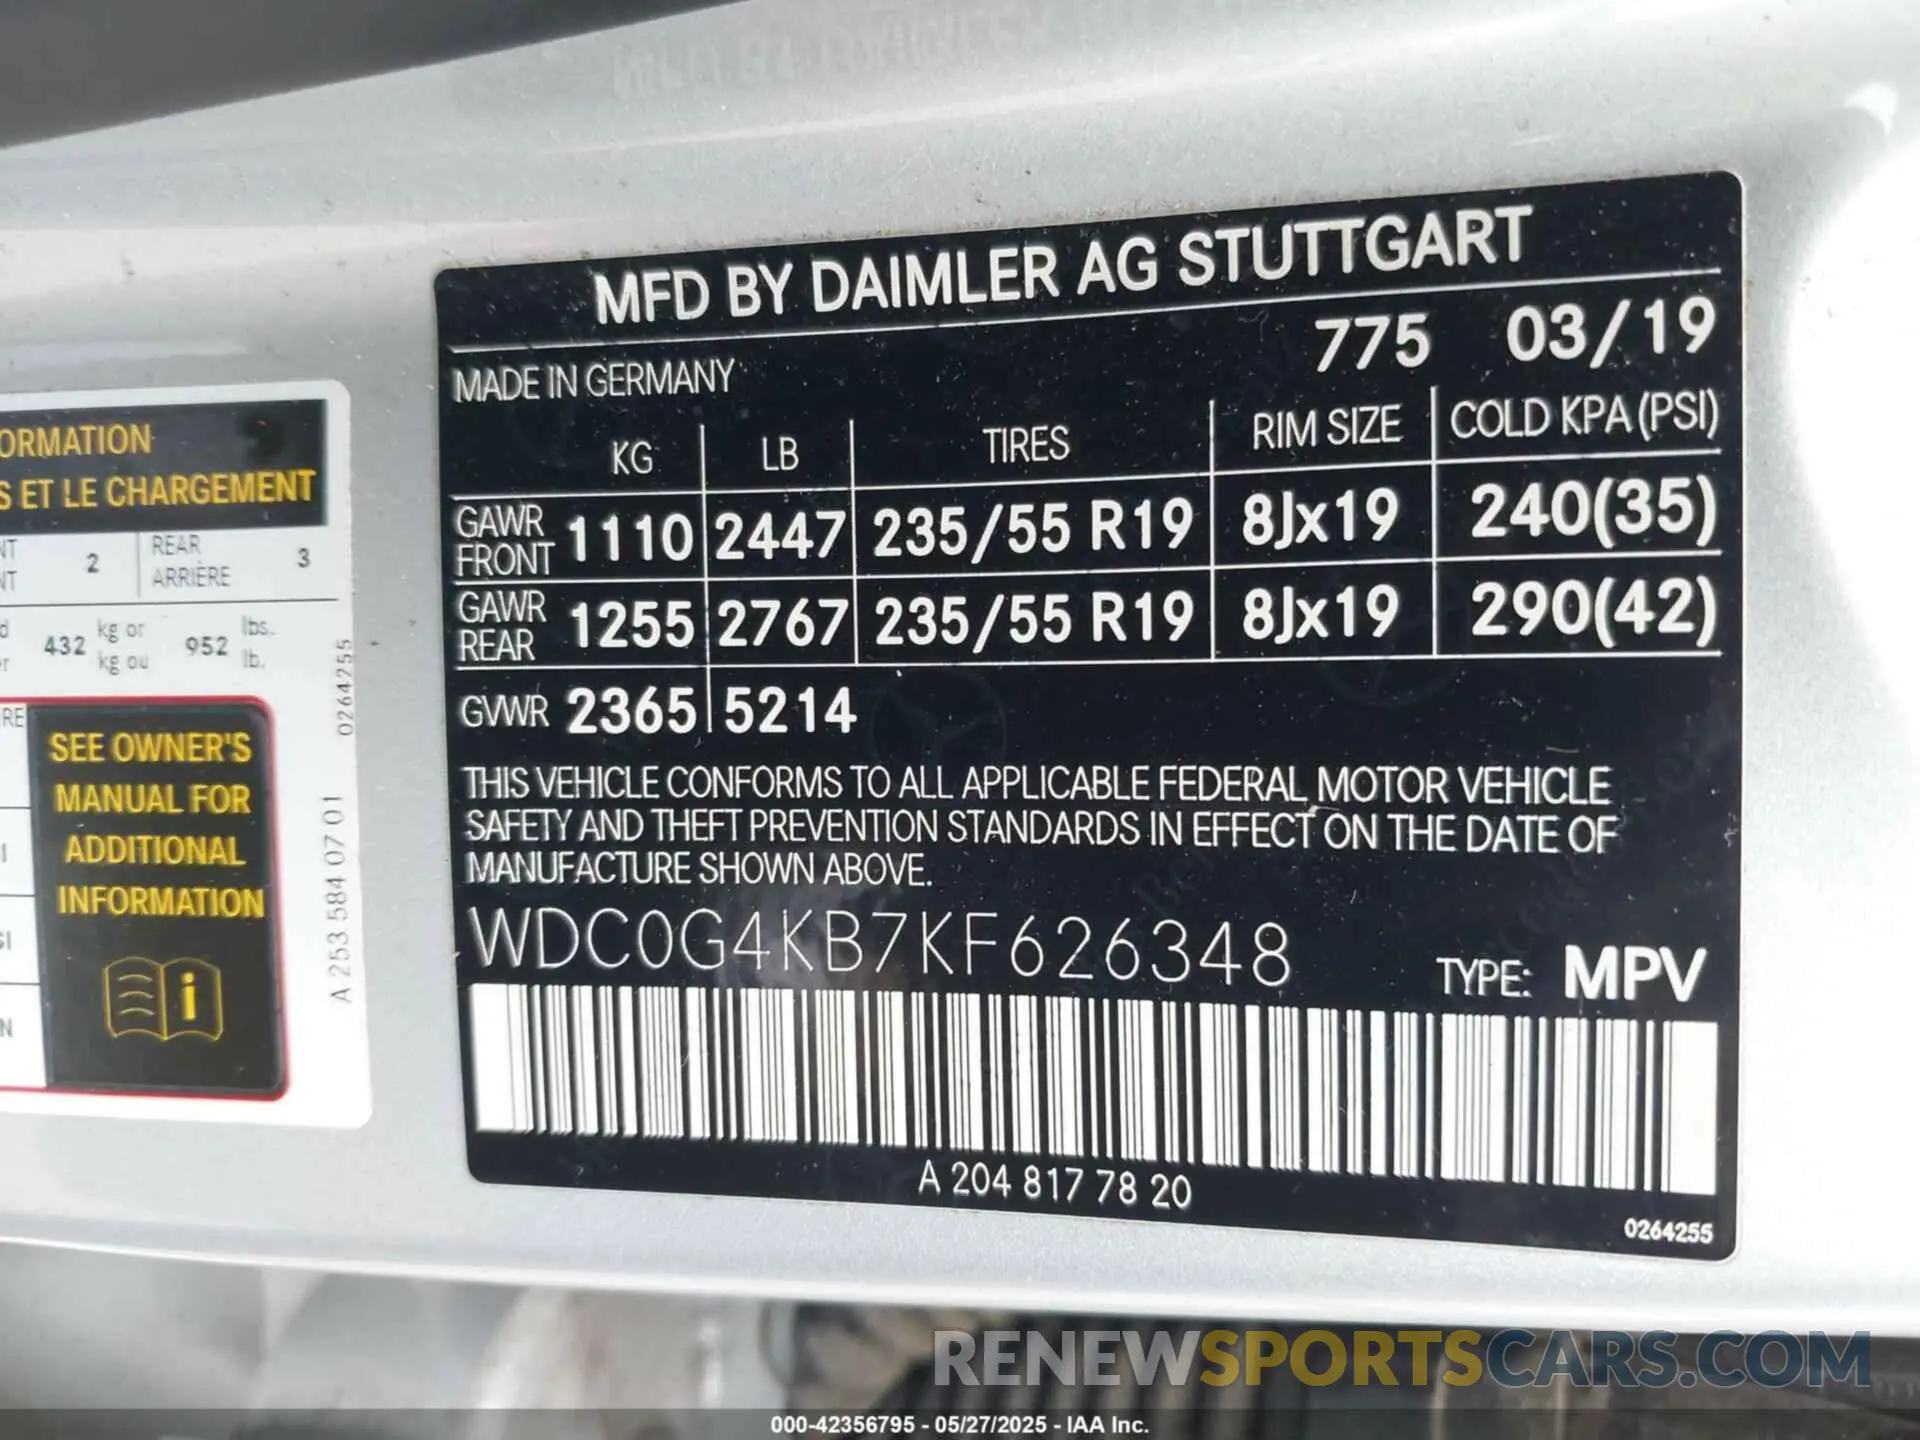 MFD BY DAIMLER AG STUTTGART
MADE IN GERMANY 775 03/19
KG LB TIRES RIM SIZE COLD KPA (PSI)
GAWR FRONT 1110 2447 235/55 R19 8Jx19 240(35)
GAWR REAR 1255 2767 235/55 R19 8Jx19 290(42)
GVWR 2365 5214
THIS VEHICLE CONFORMS TO ALL APPLICABLE FEDERAL MOTOR VEHICLE
SAFETY AND THEFT PREVENTION STANDARDS IN EFFECT ON THE DATE OF
MANUFACTURE SHOWN ABOVE.
WDC0G4KB7KF626348 TYPE: MPV
A 204 817 78 20
0264255
ORMATION
S ET LE CHARGEMENT
NT 2 REAR 3
NT ARRIÈRE
432 kg or 952 lbs.
kg ou lb.
RE
SEE OWNER'S
MANUAL FOR
ADDITIONAL
INFORMATION
i
A 253 584 07 01 0264255
RENEWSPORTSCARS.COM
000-42356795 - 05/27/2025 - IAA Inc.